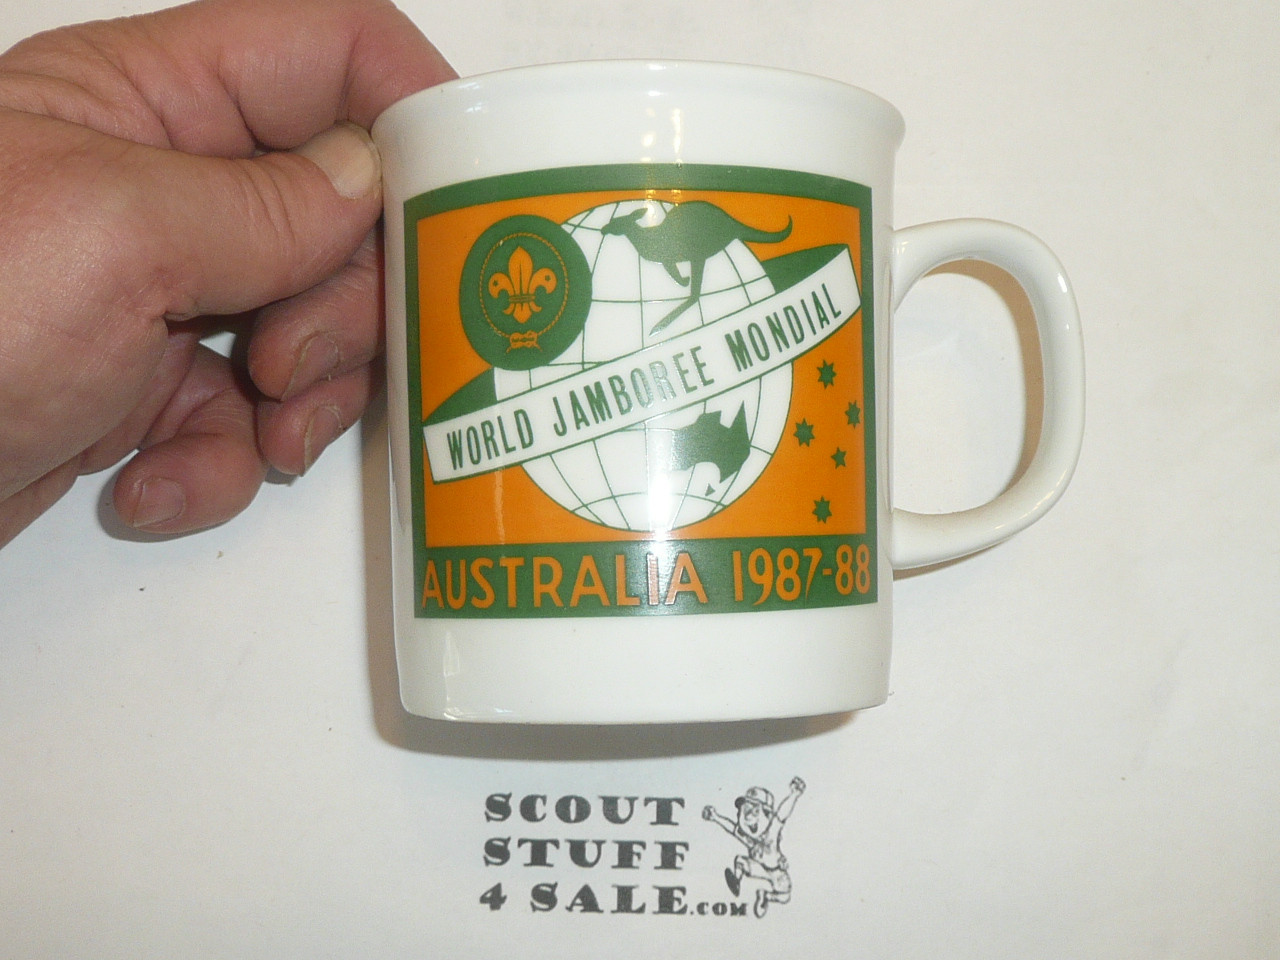 WORLD JAMBOREE MONDIAL
AUSTRALIA 1987-88
SCOUT
STUFF
4 SALE.COM